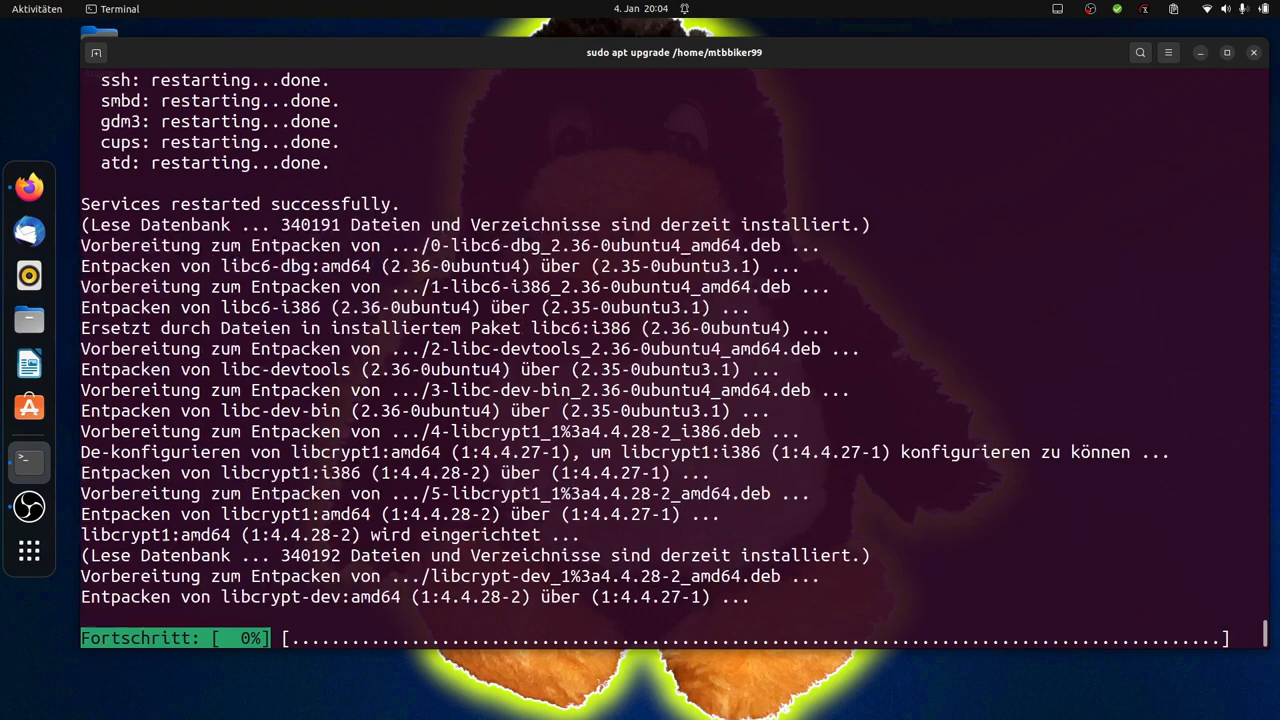 Aktivitäten
Terminal
4. Jan 20:04
sudo apt upgrade /home/mtbbiker99
ssh: restarting...done.
smbd: restarting...done.
gdm3: restarting...done.
cups: restarting...done.
atd: restarting...done.
Services restarted successfully.
(Lese Datenbank ... 340191 Dateien und Verzeichnisse sind derzeit installiert.)
Vorbereitung zum Entpacken von .../0-libc6-dbg_2.36-0ubuntu4_amd64.deb ...
Entpacken von libc6-dbg:amd64 (2.36-0ubuntu4) über (2.35-0ubuntu3.1) ...
Vorbereitung zum Entpacken von .../1-libc6-i386_2.36-0ubuntu4_amd64.deb ...
Entpacken von libc6-i386 (2.36-0ubuntu4) über (2.35-0ubuntu3.1) ...
Ersetzt durch Dateien in installiertem Paket libc6:i386 (2.36-0ubuntu4) ...
Vorbereitung zum Entpacken von .../2-libc-devtools_2.36-0ubuntu4_amd64.deb ...
Entpacken von libc-devtools (2.36-0ubuntu4) über (2.35-0ubuntu3.1) ...
Vorbereitung zum Entpacken von .../3-libc-dev-bin_2.36-0ubuntu4_amd64.deb ...
Entpacken von libc-dev-bin (2.36-0ubuntu4) über (2.35-0ubuntu3.1) ...
Vorbereitung zum Entpacken von .../4-libcrypt1_1%3a4.4.28-2_i386.deb ...
De-konfigurieren von libcrypt1:amd64 (1:4.4.27-1), um libcrypt1:i386 (1:4.4.27-1) konfigurieren zu können ...
Entpacken von libcrypt1:i386 (1:4.4.28-2) über (1:4.4.27-1) ...
Vorbereitung zum Entpacken von .../5-libcrypt1_1%3a4.4.28-2_amd64.deb ...
Entpacken von libcrypt1:amd64 (1:4.4.28-2) über (1:4.4.27-1) ...
libcrypt1:amd64 (1:4.4.28-2) wird eingerichtet ...
(Lese Datenbank ... 340192 Dateien und Verzeichnisse sind derzeit installiert.)
Vorbereitung zum Entpacken von .../libcrypt-dev_1%3a4.4.28-2_amd64.deb ...
Entpacken von libcrypt-dev:amd64 (1:4.4.28-2) über (1:4.4.27-1) ...
Fortschritt: [  0%] [..............................................................................................]